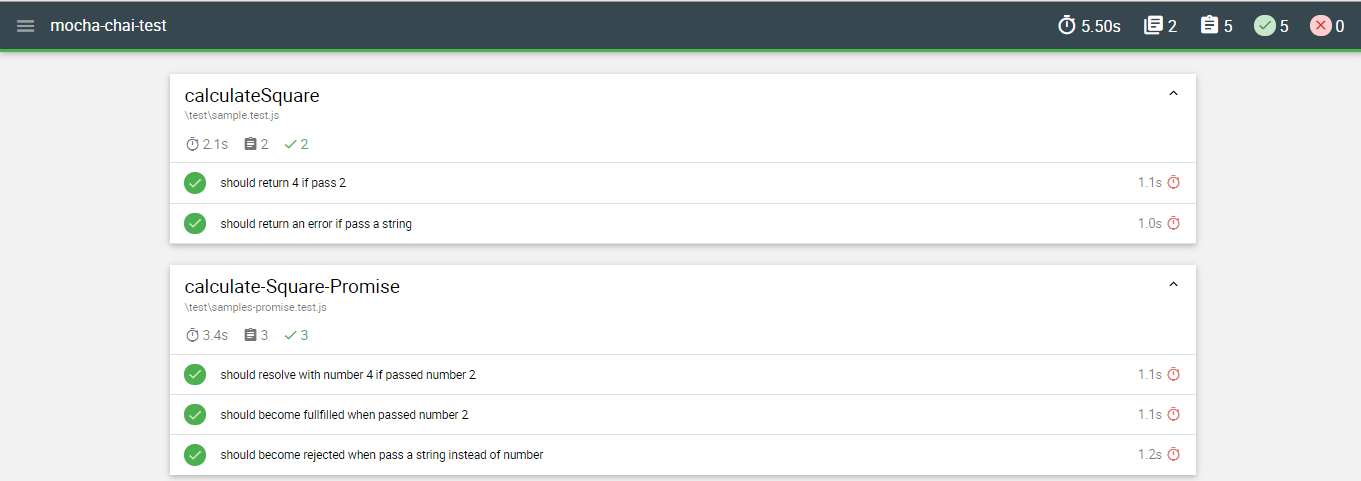 mocha-chai-test 5.50s 2 5 5 0
calculateSquare
\test\sample.test.js
2.1s 2 2
should return 4 if pass 2 1.1s
should return an error if pass a string 1.0s
calculate-Square-Promise
\test\samples-promise.test.js
3.4s 3 3
should resolve with number 4 if passed number 2 1.1s
should become fullfilled when passed number 2 1.1s
should become rejected when pass a string instead of number 1.2s